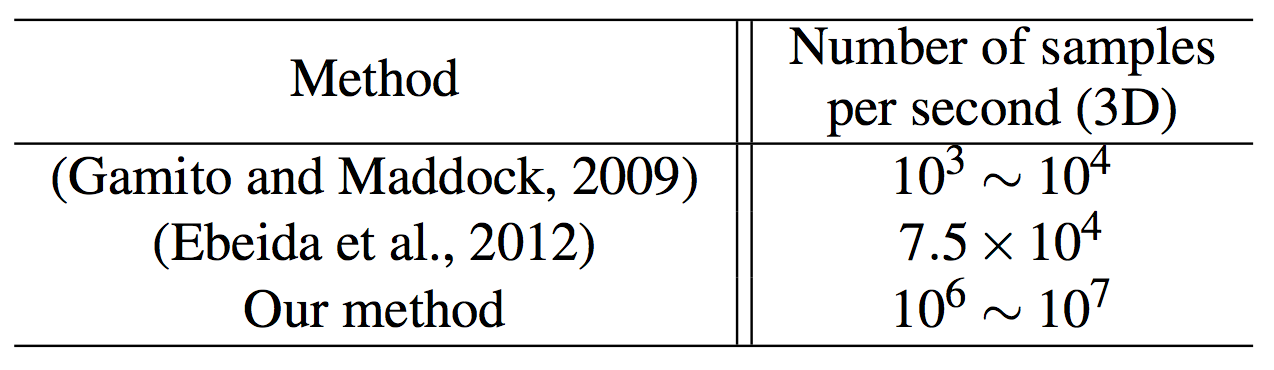 Method
Number of samples
per second (3D)
(Gamito and Maddock, 2009) 10³ ∼ 10⁴
(Ebeida et al., 2012) 7.5 × 10⁴
Our method 10⁶ ∼ 10⁷